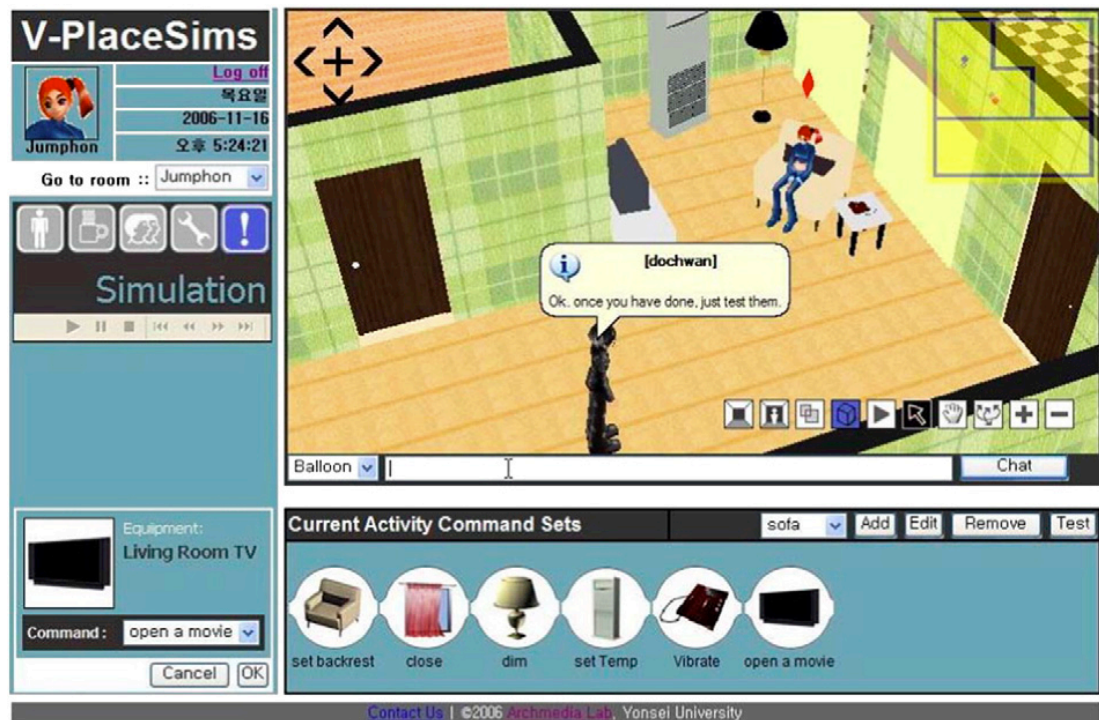 V-PlaceSims
Log off
목요일
2006-11-16
오후 5:24:21
Jumphon
Go to room :: Jumphon
Simulation
[dochwan]
Ok. once you have done, just test them.
Balloon
Chat
Equipment:
Living Room TV
Command : open a movie
Cancel OK
Current Activity Command Sets
sofa Add Edit Remove Test
set backrest close dim set Temp Vibrate open a movie
Contact Us | ©2006 Archmedia Lab. Yonsei University